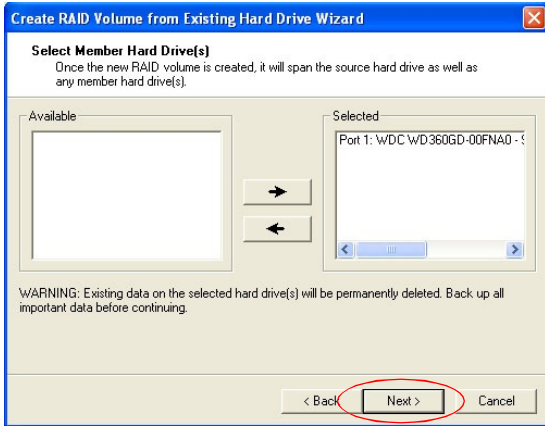 Create RAID Volume from Existing Hard Drive Wizard
Select Member Hard Drive(s)
Once the new RAID volume is created, it will span the source hard drive as well as
any member hard drive(s).
Available
Selected
Port 1: WDC WD360GD-00FNA0 -
WARNING: Existing data on the selected hard drive(s) will be permanently deleted. Back up all
important data before continuing.
< Back
Next >
Cancel